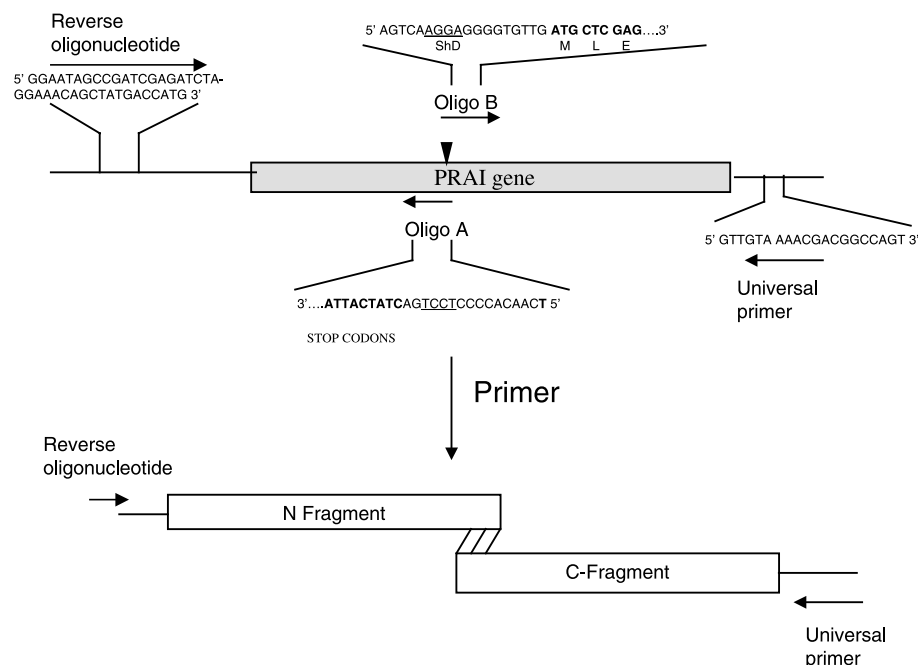 Reverse
oligonucleotide
5' GGAATAGCCGATCGAGATCTA-
GGAAACAGCTATGACCATG 3'
5' AGTCAAGGAGGGGTGTTG ATG CTC GAG....3'
ShD M L E
Oligo B
PRAI gene
Oligo A
3'....ATTACTATCAGTCCTCCCCACAACT 5'
STOP CODONS
5' GTTGTA AAACGACGGCCAGT 3'
Universal
primer
Primer
Reverse
oligonucleotide
N Fragment
C-Fragment
Universal
primer